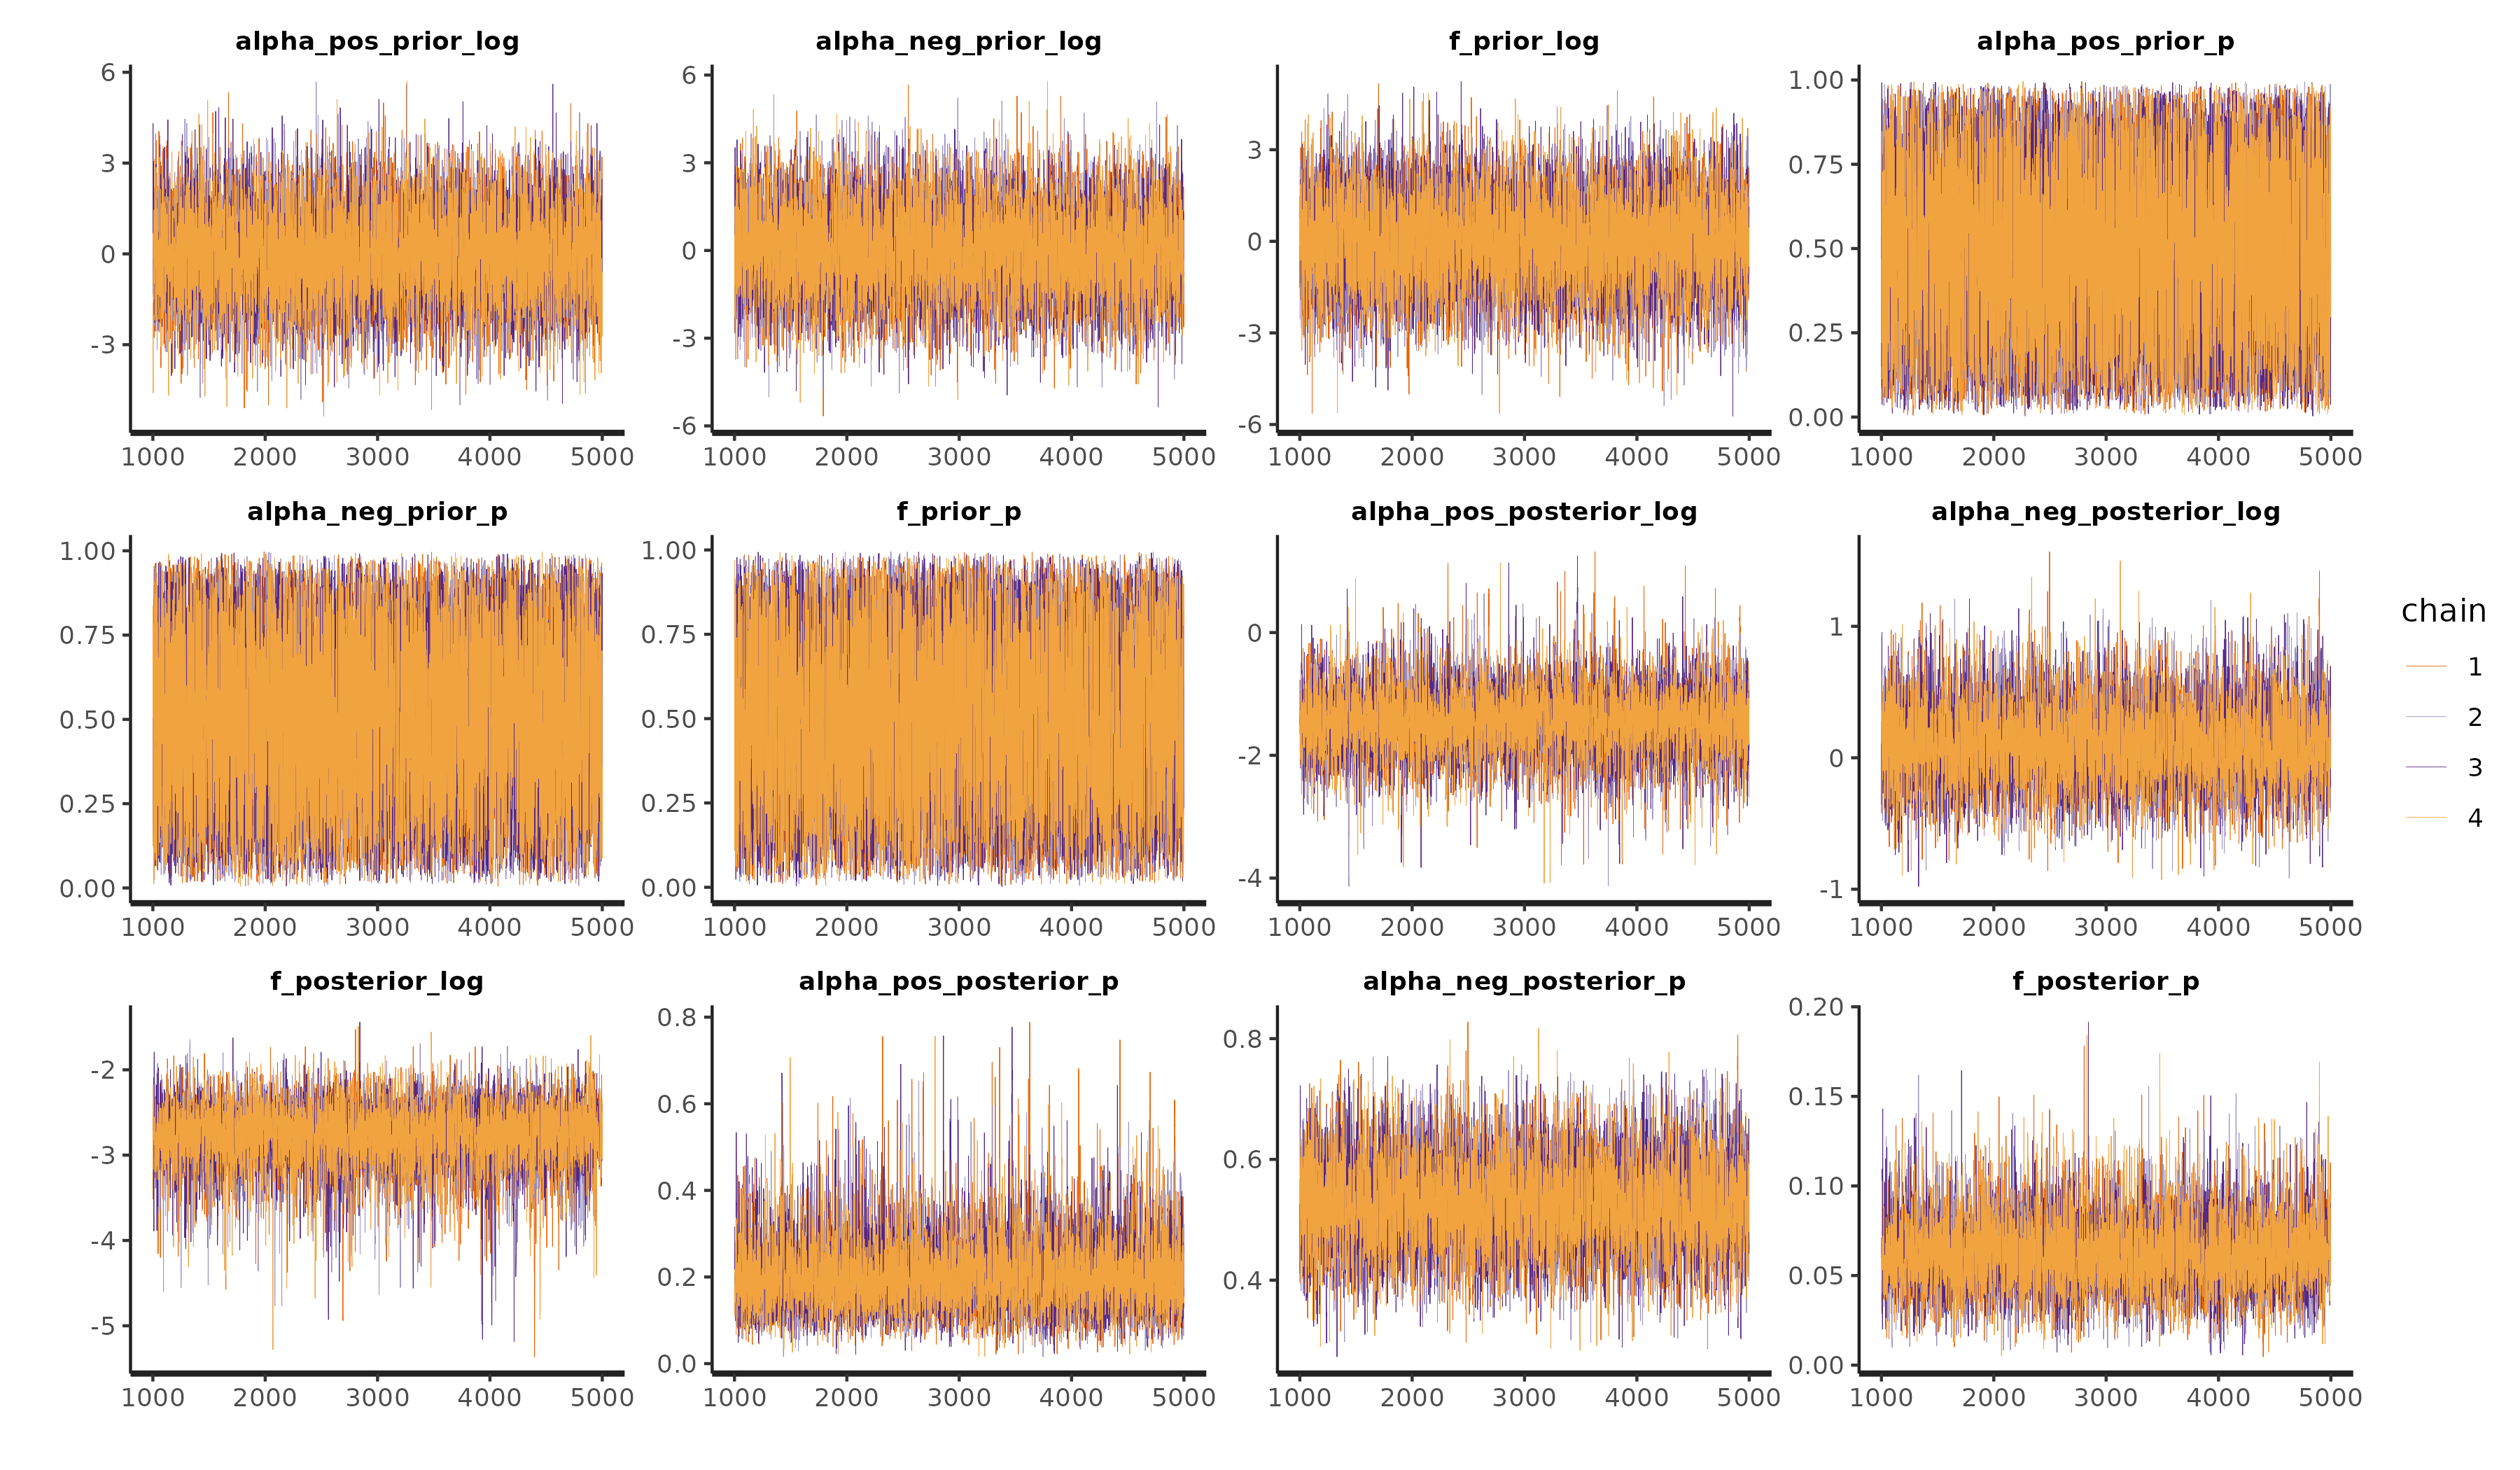 alpha_pos_prior_log
6
3
0
-3
1000 2000 3000 4000 5000
alpha_neg_prior_log
6
3
0
-3
-6
1000 2000 3000 4000 5000
f_prior_log
3
0
-3
-6
1000 2000 3000 4000 5000
alpha_pos_prior_p
1.00
0.75
0.50
0.25
0.00
1000 2000 3000 4000 5000
alpha_neg_prior_p
1.00
0.75
0.50
0.25
0.00
1000 2000 3000 4000 5000
f_prior_p
1.00
0.75
0.50
0.25
0.00
1000 2000 3000 4000 5000
alpha_pos_posterior_log
0
-2
-4
1000 2000 3000 4000 5000
alpha_neg_posterior_log
1
0
-1
1000 2000 3000 4000 5000
chain
1
2
3
4
f_posterior_log
-2
-3
-4
-5
1000 2000 3000 4000 5000
alpha_pos_posterior_p
0.8
0.6
0.4
0.2
0.0
1000 2000 3000 4000 5000
alpha_neg_posterior_p
0.8
0.6
0.4
1000 2000 3000 4000 5000
f_posterior_p
0.20
0.15
0.10
0.05
0.00
1000 2000 3000 4000 5000